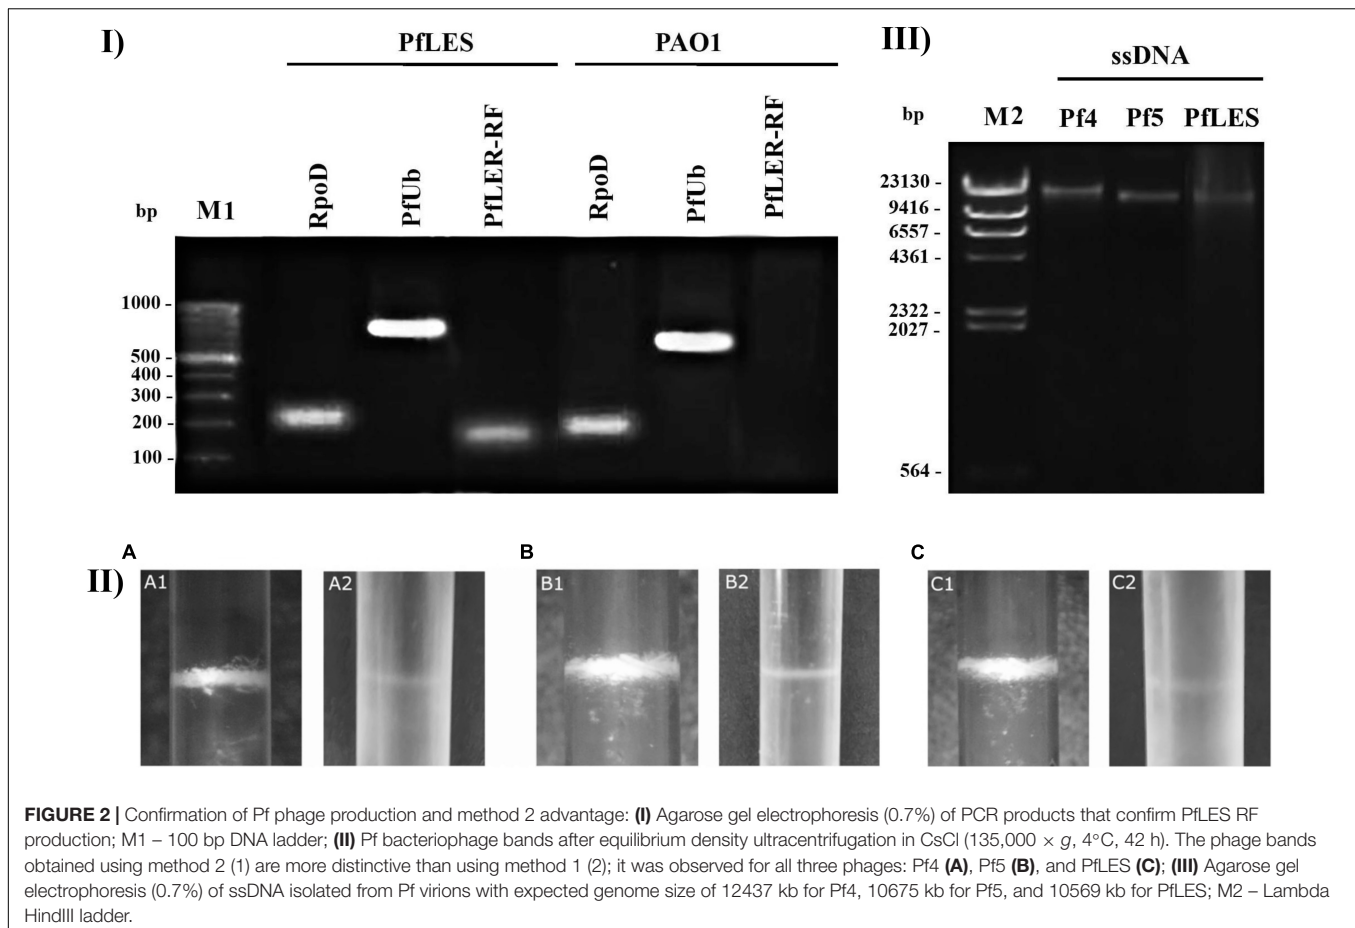 I)
PfLES
PAO1
RpoD
PfUb
PfLER-RF
RpoD
PfUb
PfLER-RF
bp
M1
1000 -
500 -
400 -
300 -
200 -
100 -
III)
ssDNA
bp
M2
Pf4
Pf5
PfLES
23130 -
9416 -
6557 -
4361 -
2322 -
2027 -
564 -
II)
A
A1
A2
B
B1
B2
C
C1
C2
FIGURE 2 | Confirmation of Pf phage production and method 2 advantage: (I) Agarose gel electrophoresis (0.7%) of PCR products that confirm PfLES RF
production; M1 – 100 bp DNA ladder; (II) Pf bacteriophage bands after equilibrium density ultracentrifugation in CsCl (135,000 × g, 4°C, 42 h). The phage bands
obtained using method 2 (1) are more distinctive than using method 1 (2); it was observed for all three phages: Pf4 (A), Pf5 (B), and PfLES (C); (III) Agarose gel
electrophoresis (0.7%) of ssDNA isolated from Pf virions with expected genome size of 12437 kb for Pf4, 10675 kb for Pf5, and 10569 kb for PfLES; M2 – Lambda
HindIII ladder.